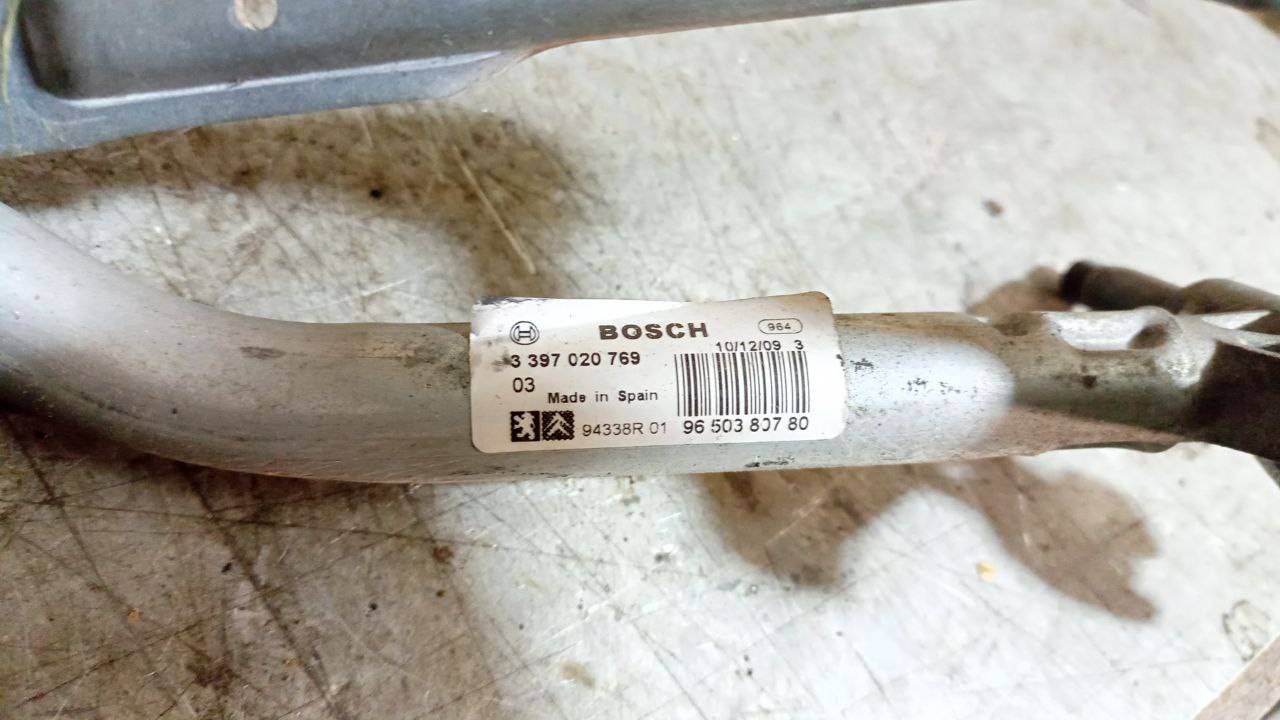 BOSCH 964
10/12/09 3
3 397 020 769
03
Made in Spain
94338R 01 96 503 807 80